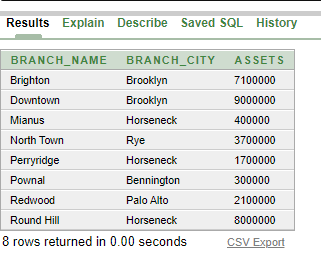 Results Explain Describe Saved SQL History
BRANCH_NAME BRANCH_CITY ASSETS
Brighton Brooklyn 7100000
Downtown Brooklyn 9000000
Mianus Horseneck 400000
North Town Rye 3700000
Perryridge Horseneck 1700000
Pownal Bennington 300000
Redwood Palo Alto 2100000
Round Hill Horseneck 8000000
8 rows returned in 0.00 seconds CSV Export